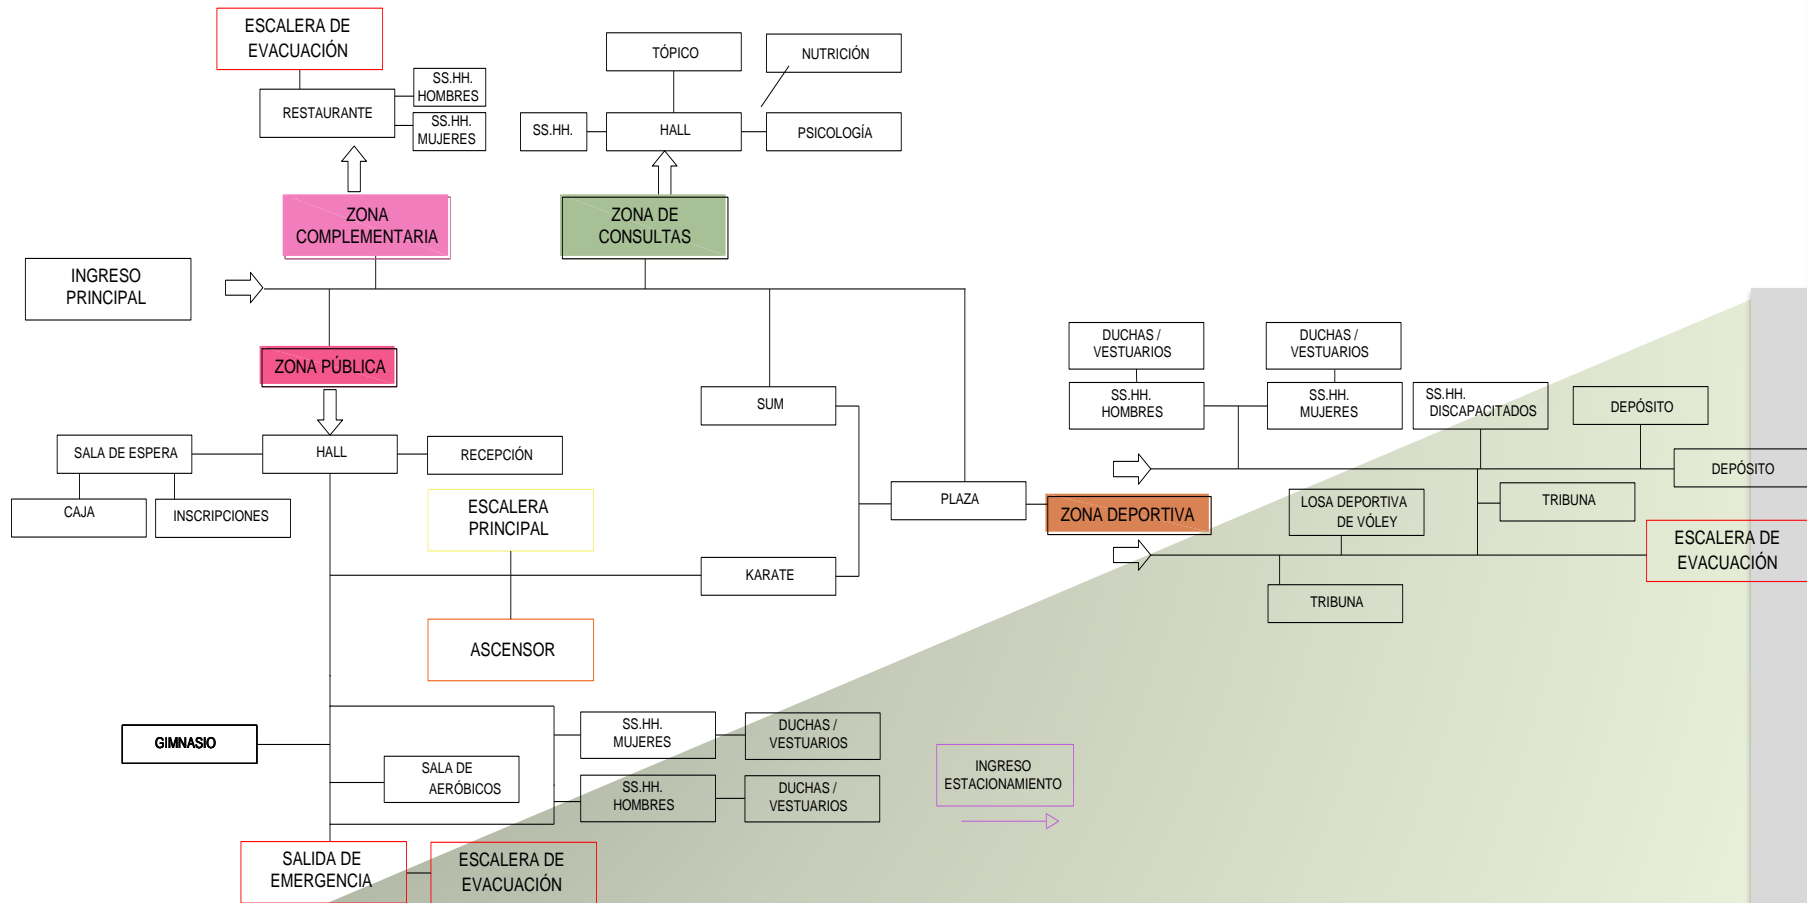 ESCALERA DE
EVACUACIÓN
RESTAURANTE
SS.HH.
HOMBRES
SS.HH.
MUJERES
TÓPICO
NUTRICIÓN
SS.HH.
HALL
PSICOLOGÍA
ZONA
COMPLEMENTARIA
ZONA DE
CONSULTAS
INGRESO
PRINCIPAL
ZONA PÚBLICA
SALA DE ESPERA
HALL
RECEPCIÓN
CAJA
INSCRIPCIONES
ESCALERA
PRINCIPAL
ASCENSOR
SUM
KARATE
PLAZA
ZONA DEPORTIVA
DUCHAS /
VESTUARIOS
DUCHAS /
VESTUARIOS
SS.HH.
HOMBRES
SS.HH.
MUJERES
SS.HH.
DISCAPACITADOS
DEPÓSITO
DEPÓSITO
LOSA DEPORTIVA
DE VÓLEY
TRIBUNA
ESCALERA DE
EVACUACIÓN
TRIBUNA
GIMNASIO
SALA DE
AERÓBICOS
SS.HH.
MUJERES
DUCHAS /
VESTUARIOS
SS.HH.
HOMBRES
DUCHAS /
VESTUARIOS
INGRESO
ESTACIONAMIENTO
SALIDA DE
EMERGENCIA
ESCALERA DE
EVACUACIÓN